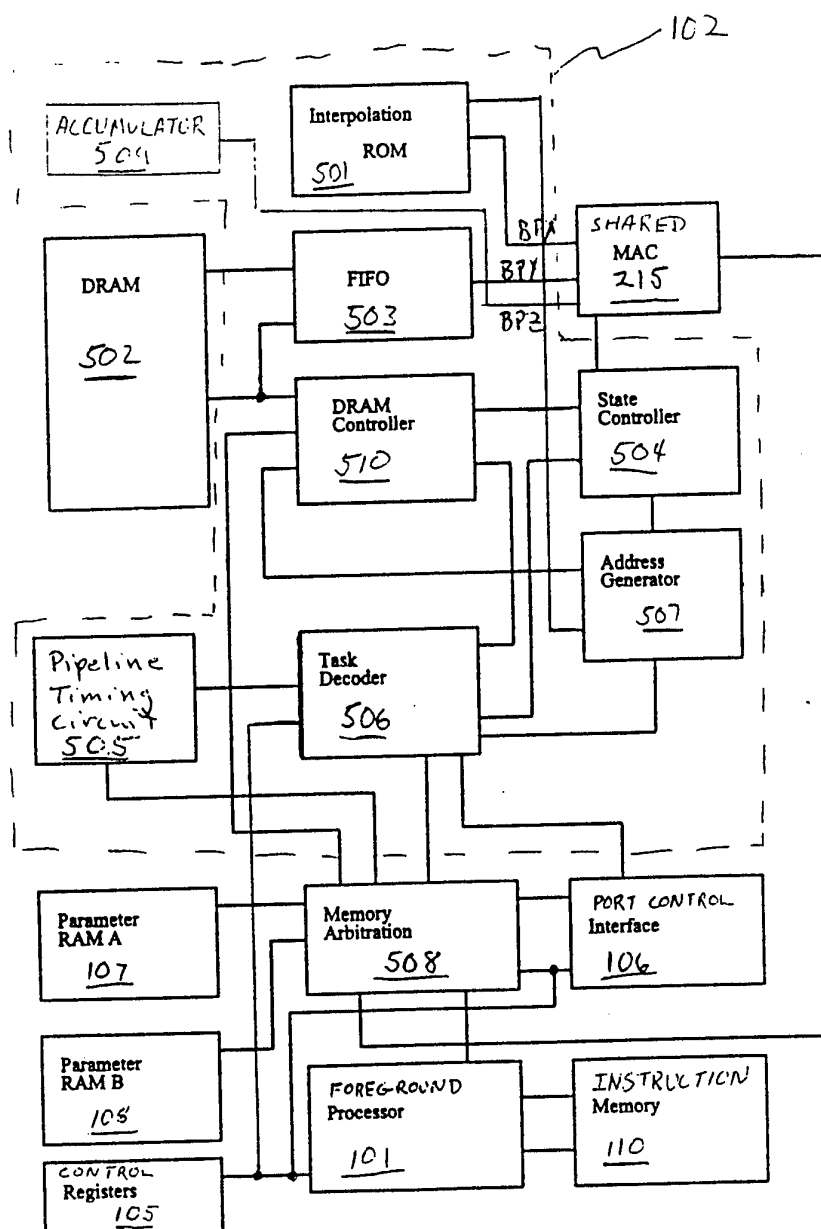 102
ACCUMULATOR
509
Interpolation
ROM
501
BPX
SHARED
MAC
215
DRAM
502
FIFO
503
BPY
BPZ
DRAM
Controller
510
State
Controller
504
Address
Generator
507
Pipeline
Timing
Circuit
505
Task
Decoder
506
Parameter
RAM A
107
Memory
Arbitration
508
PORT CONTROL
Interface
106
Parameter
RAM B
108
FOREGROUND
Processor
101
INSTRUCTION
Memory
110
CONTROL
Registers
105